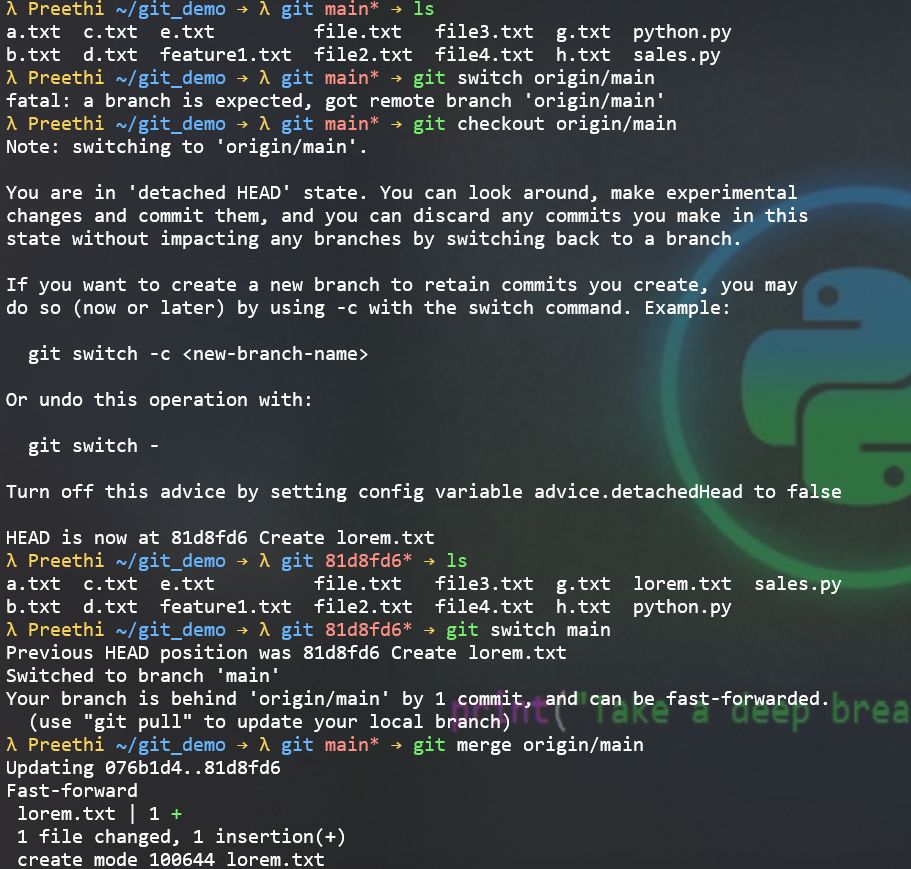 λ Preethi ~/git_demo → λ git main* → ls
a.txt  c.txt  e.txt         file.txt   file3.txt  g.txt  python.py
b.txt  d.txt  feature1.txt  file2.txt  file4.txt  h.txt  sales.py
λ Preethi ~/git_demo → λ git main* → git switch origin/main
fatal: a branch is expected, got remote branch 'origin/main'
λ Preethi ~/git_demo → λ git main* → git checkout origin/main
Note: switching to 'origin/main'.

You are in 'detached HEAD' state. You can look around, make experimental
changes and commit them, and you can discard any commits you make in this
state without impacting any branches by switching back to a branch.

If you want to create a new branch to retain commits you create, you may
do so (now or later) by using -c with the switch command. Example:

  git switch -c <new-branch-name>

Or undo this operation with:

  git switch -

Turn off this advice by setting config variable advice.detachedHead to false

HEAD is now at 81d8fd6 Create lorem.txt
λ Preethi ~/git_demo → λ git 81d8fd6* → ls
a.txt  c.txt  e.txt         file.txt   file3.txt  g.txt  lorem.txt  sales.py
b.txt  d.txt  feature1.txt  file2.txt  file4.txt  h.txt  python.py
λ Preethi ~/git_demo → λ git 81d8fd6* → git switch main
Previous HEAD position was 81d8fd6 Create lorem.txt
Switched to branch 'main'
Your branch is behind 'origin/main' by 1 commit, and can be fast-forwarded.
print("Take a deep brea
  (use "git pull" to update your local branch)
λ Preethi ~/git_demo → λ git main* → git merge origin/main
Updating 076b1d4..81d8fd6
Fast-forward
 lorem.txt | 1 +
 1 file changed, 1 insertion(+)
 create mode 100644 lorem.txt